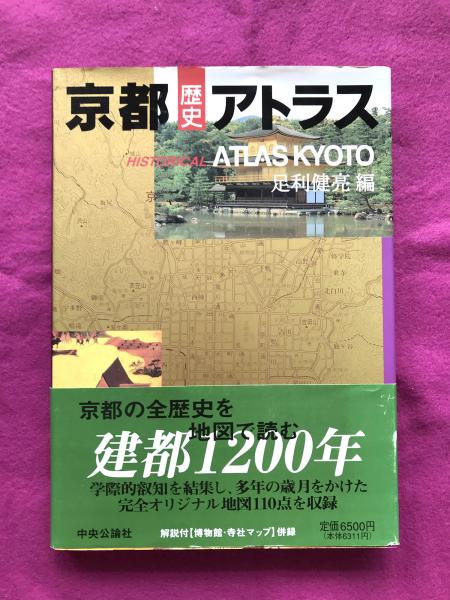 京都歴史アトラス
HISTORICAL ATLAS KYOTO
足利健亮 編
京都の全歴史を
地図で読む
建都1200年
学際的叡知を結集し、多年の歳月をかけた
完全オリジナル地図110点を収録
中央公論社
解説付【博物館・寺社マップ】併録
定価6500円
(本体6311円)